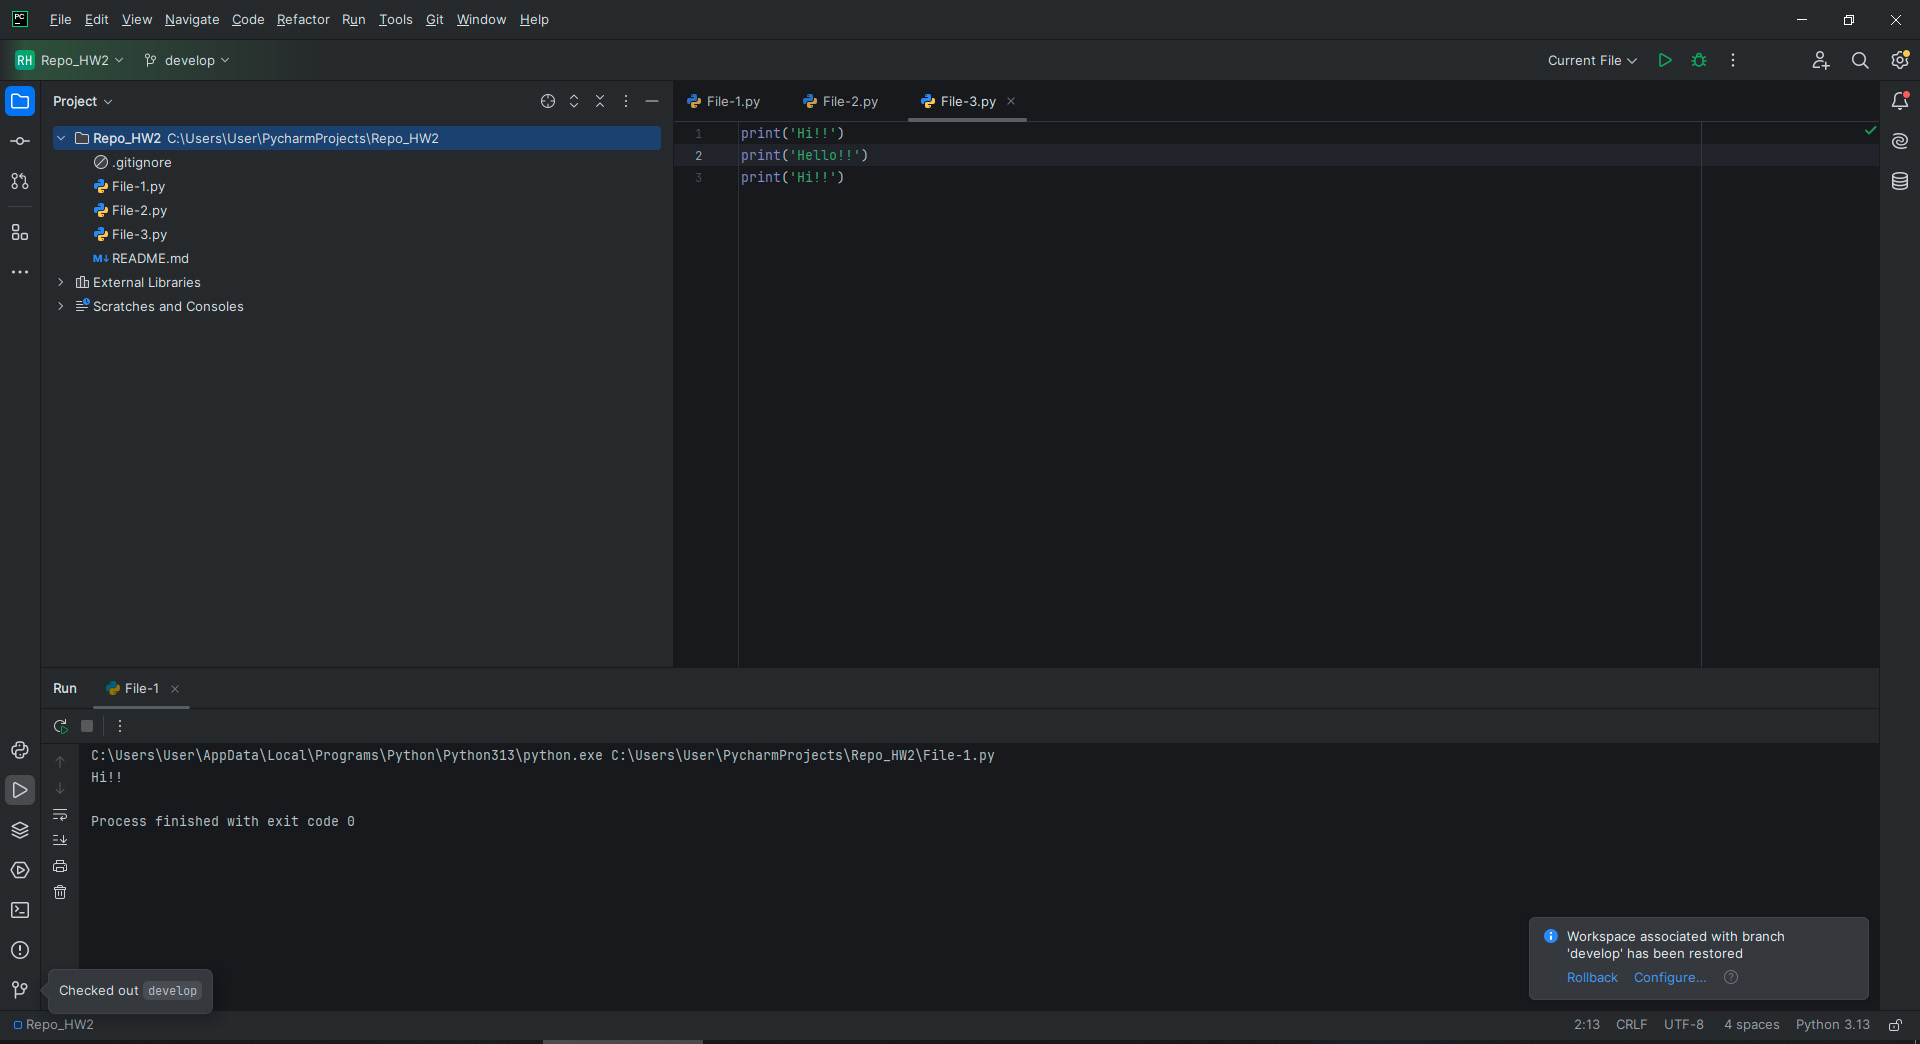 PC
File Edit View Navigate Code Refactor Run Tools Git Window Help
RH Repo_HW2 develop
Current File
Project
File-1.py File-2.py File-3.py
Repo_HW2 C:\Users\User\PycharmProjects\Repo_HW2
.gitignore
File-1.py
File-2.py
File-3.py
M↓ README.md
External Libraries
Scratches and Consoles
1 print('Hi!!')
2 print('Hello!!')
3 print('Hi!!')
Run File-1
C:\Users\User\AppData\Local\Programs\Python\Python313\python.exe C:\Users\User\PycharmProjects\Repo_HW2\File-1.py
Hi!!
Process finished with exit code 0
Workspace associated with branch
'develop' has been restored
Rollback Configure... ?
Checked out develop
Repo_HW2
2:13 CRLF UTF-8 4 spaces Python 3.13